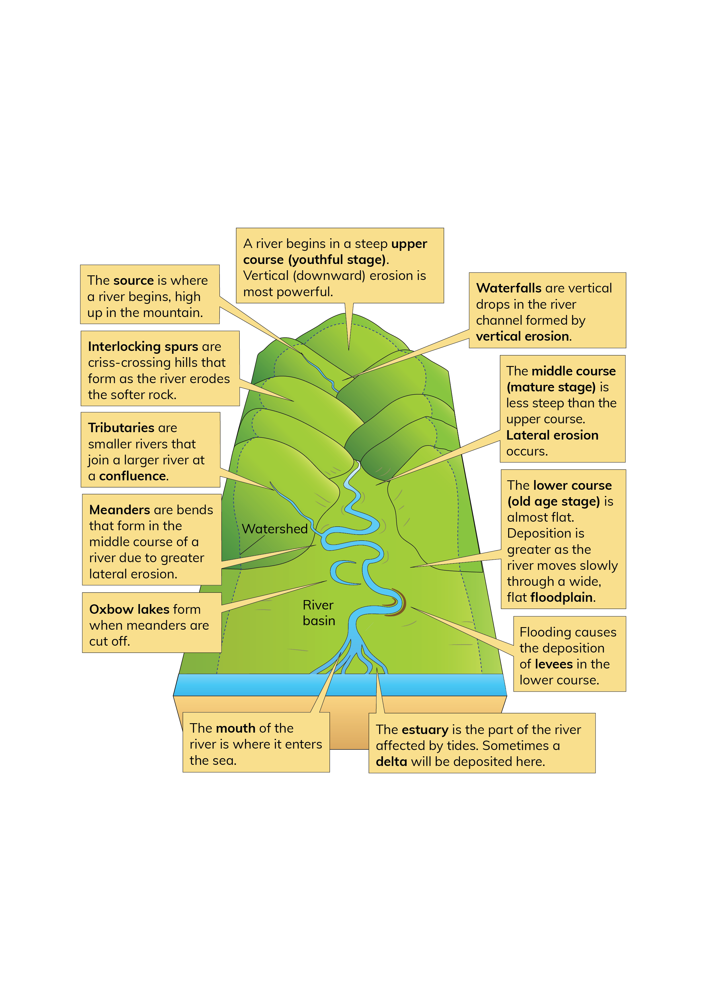 A river begins in a steep upper
course (youthful stage).
Vertical (downward) erosion is
most powerful.
The source is where
a river begins, high
up in the mountain.
Waterfalls are vertical
drops in the river
channel formed by
vertical erosion.
Interlocking spurs are
criss-crossing hills that
form as the river erodes
the softer rock.
The middle course
(mature stage) is
less steep than the
upper course.
Lateral erosion
occurs.
Tributaries are
smaller rivers that
join a larger river at
a confluence.
The lower course
(old age stage) is
almost flat.
Deposition is
greater as the
river moves slowly
through a wide,
flat floodplain.
Meanders are bends
that form in the
middle course of a
river due to greater
lateral erosion.
Watershed
Oxbow lakes form
when meanders are
cut off.
River
basin
Flooding causes
the deposition
of levees in the
lower course.
The mouth of the
river is where it enters
the sea.
The estuary is the part of the river
affected by tides. Sometimes a
delta will be deposited here.